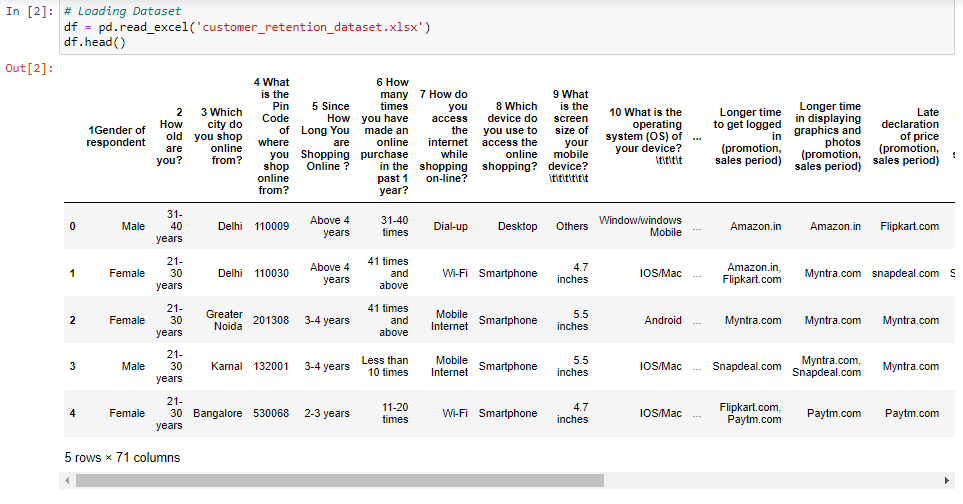 In [2]:
# Loading Dataset
df = pd.read_excel('customer_retention_dataset.xlsx')
df.head()
Out[2]:
1Gender of
respondent
2
How
old
are
you?
3 Which
city do
you shop
online
from?
4 What
is the
Pin
Code
of
where
you
shop
online
from?
5 Since
How
Long You
are
Shopping
Online ?
6 How
many
times
you have
made an
online
purchase
in the
past 1
year?
7 How do
you
access
the
internet
while
shopping
on-line?
8 Which
device do
you use to
access the
online
shopping?
9 What
is the
screen
size of
your
mobile
device?
\t\t\t\t\t\t
10 What is the
operating
system (OS) of
your device?
\t\t\t\t
...
Longer time
to get logged
in
(promotion,
sales period)
Longer time
in displaying
graphics and
photos
(promotion,
sales period)
Late
declaration
of price
(promotion,
sales period)
0
Male
31-
40
years
Delhi
110009
Above 4
years
31-40
times
Dial-up
Desktop
Others
Window/windows
Mobile
...
Amazon.in
Amazon.in
Flipkart.com
1
Female
21-
30
years
Delhi
110030
Above 4
years
41 times
and
above
Wi-Fi
Smartphone
4.7
inches
IOS/Mac
...
Amazon.in,
Flipkart.com
Myntra.com
snapdeal.com
2
Female
21-
30
years
Greater
Noida
201308
3-4 years
41 times
and
above
Mobile
Internet
Smartphone
5.5
inches
Android
...
Myntra.com
Myntra.com
Myntra.com
3
Male
21-
30
years
Karnal
132001
3-4 years
Less than
10 times
Mobile
Internet
Smartphone
5.5
inches
IOS/Mac
...
Snapdeal.com
Myntra.com,
Snapdeal.com
Myntra.com
4
Female
21-
30
years
Bangalore
530068
2-3 years
11-20
times
Wi-Fi
Smartphone
4.7
inches
IOS/Mac
...
Flipkart.com,
Paytm.com
Paytm.com
Paytm.com
5 rows × 71 columns